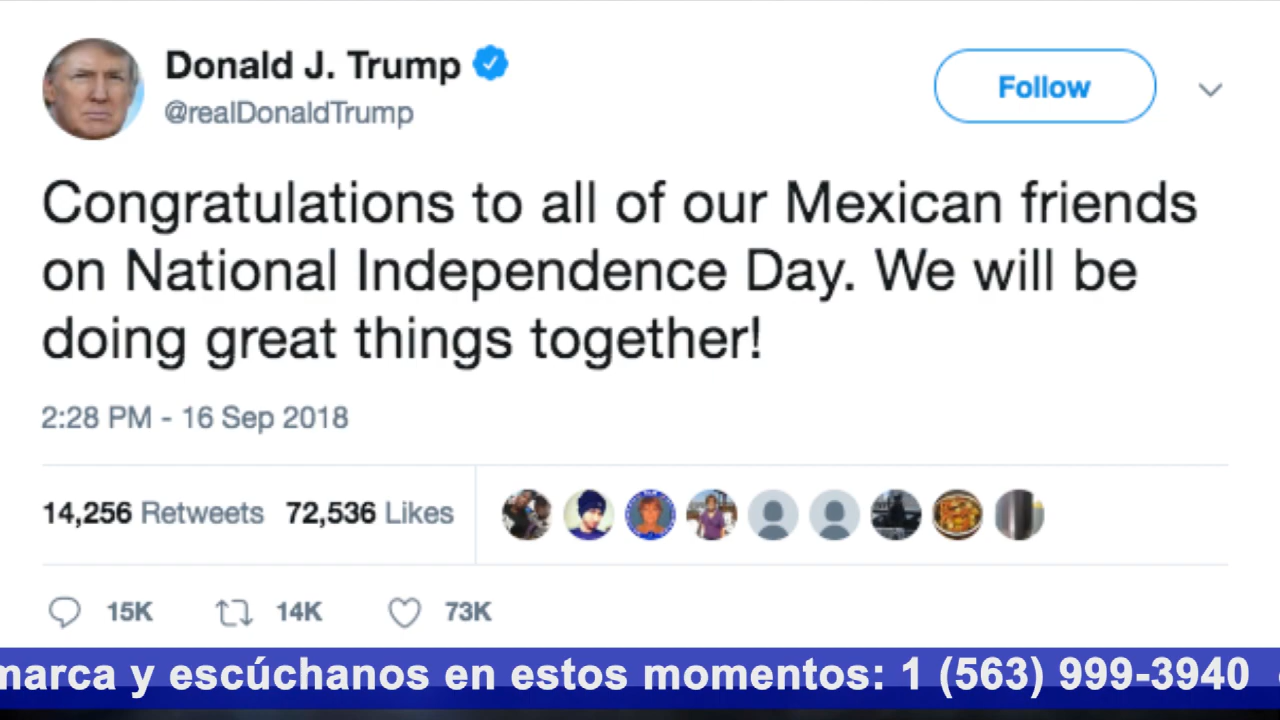 Donald J. Trump
@realDonaldTrump
Follow
Congratulations to all of our Mexican friends
on National Independence Day. We will be
doing great things together!
2:28 PM - 16 Sep 2018
14,256 Retweets 72,536 Likes
15K 14K 73K
marca y escúchanos en estos momentos: 1 (563) 999-3940